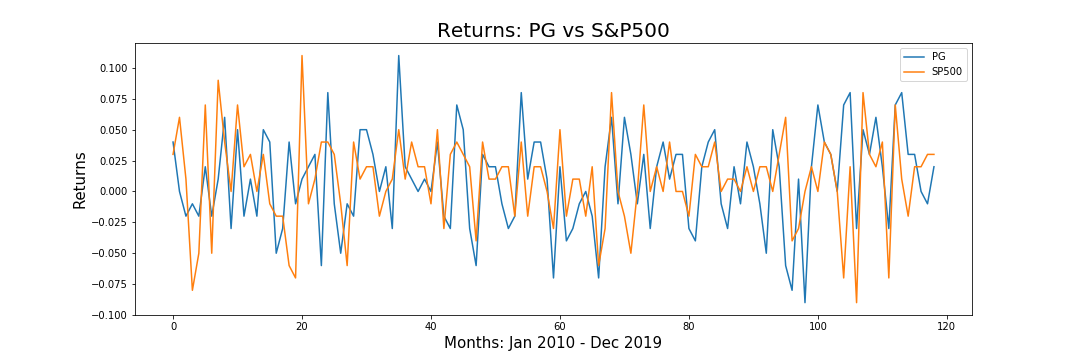 Returns: PG vs S&P500
PG
SP500
Returns
0.100
0.075
0.050
0.025
0.000
−0.025
−0.050
−0.075
−0.100
0 20 40 60 80 100 120
Months: Jan 2010 - Dec 2019